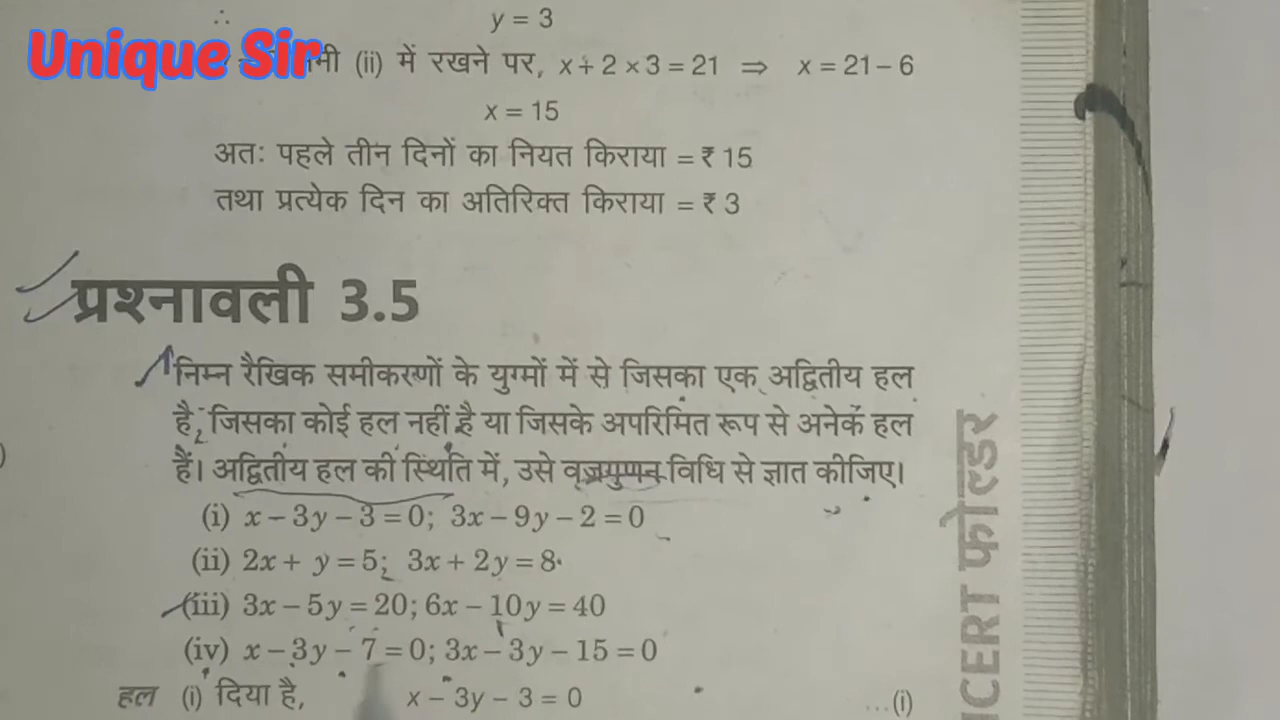 ∴ y = 3
Unique Sir
(ii) में रखने पर, x + 2 × 3 = 21 ⇒ x = 21 – 6
x = 15
अतः पहले तीन दिनों का नियत किराया = ₹ 15
तथा प्रत्येक दिन का अतिरिक्त किराया = ₹ 3
प्रश्नावली 3.5
निम्न रैखिक समीकरणों के युग्मों में से जिसका एक अद्वितीय हल
है, जिसका कोई हल नहीं है या जिसके अपरिमित रूप से अनेक हल
हैं। अद्वितीय हल की स्थिति में, उसे वज्रगुणन विधि से ज्ञात कीजिए।
(i) x – 3y – 3 = 0; 3x – 9y – 2 = 0
(ii) 2x + y = 5; 3x + 2y = 8
(iii) 3x – 5y = 20; 6x – 10y = 40
(iv) x – 3y – 7 = 0; 3x – 3y – 15 = 0
हल (i) दिया है, x – 3y – 3 = 0 ...(i)
NCERT फोल्डर